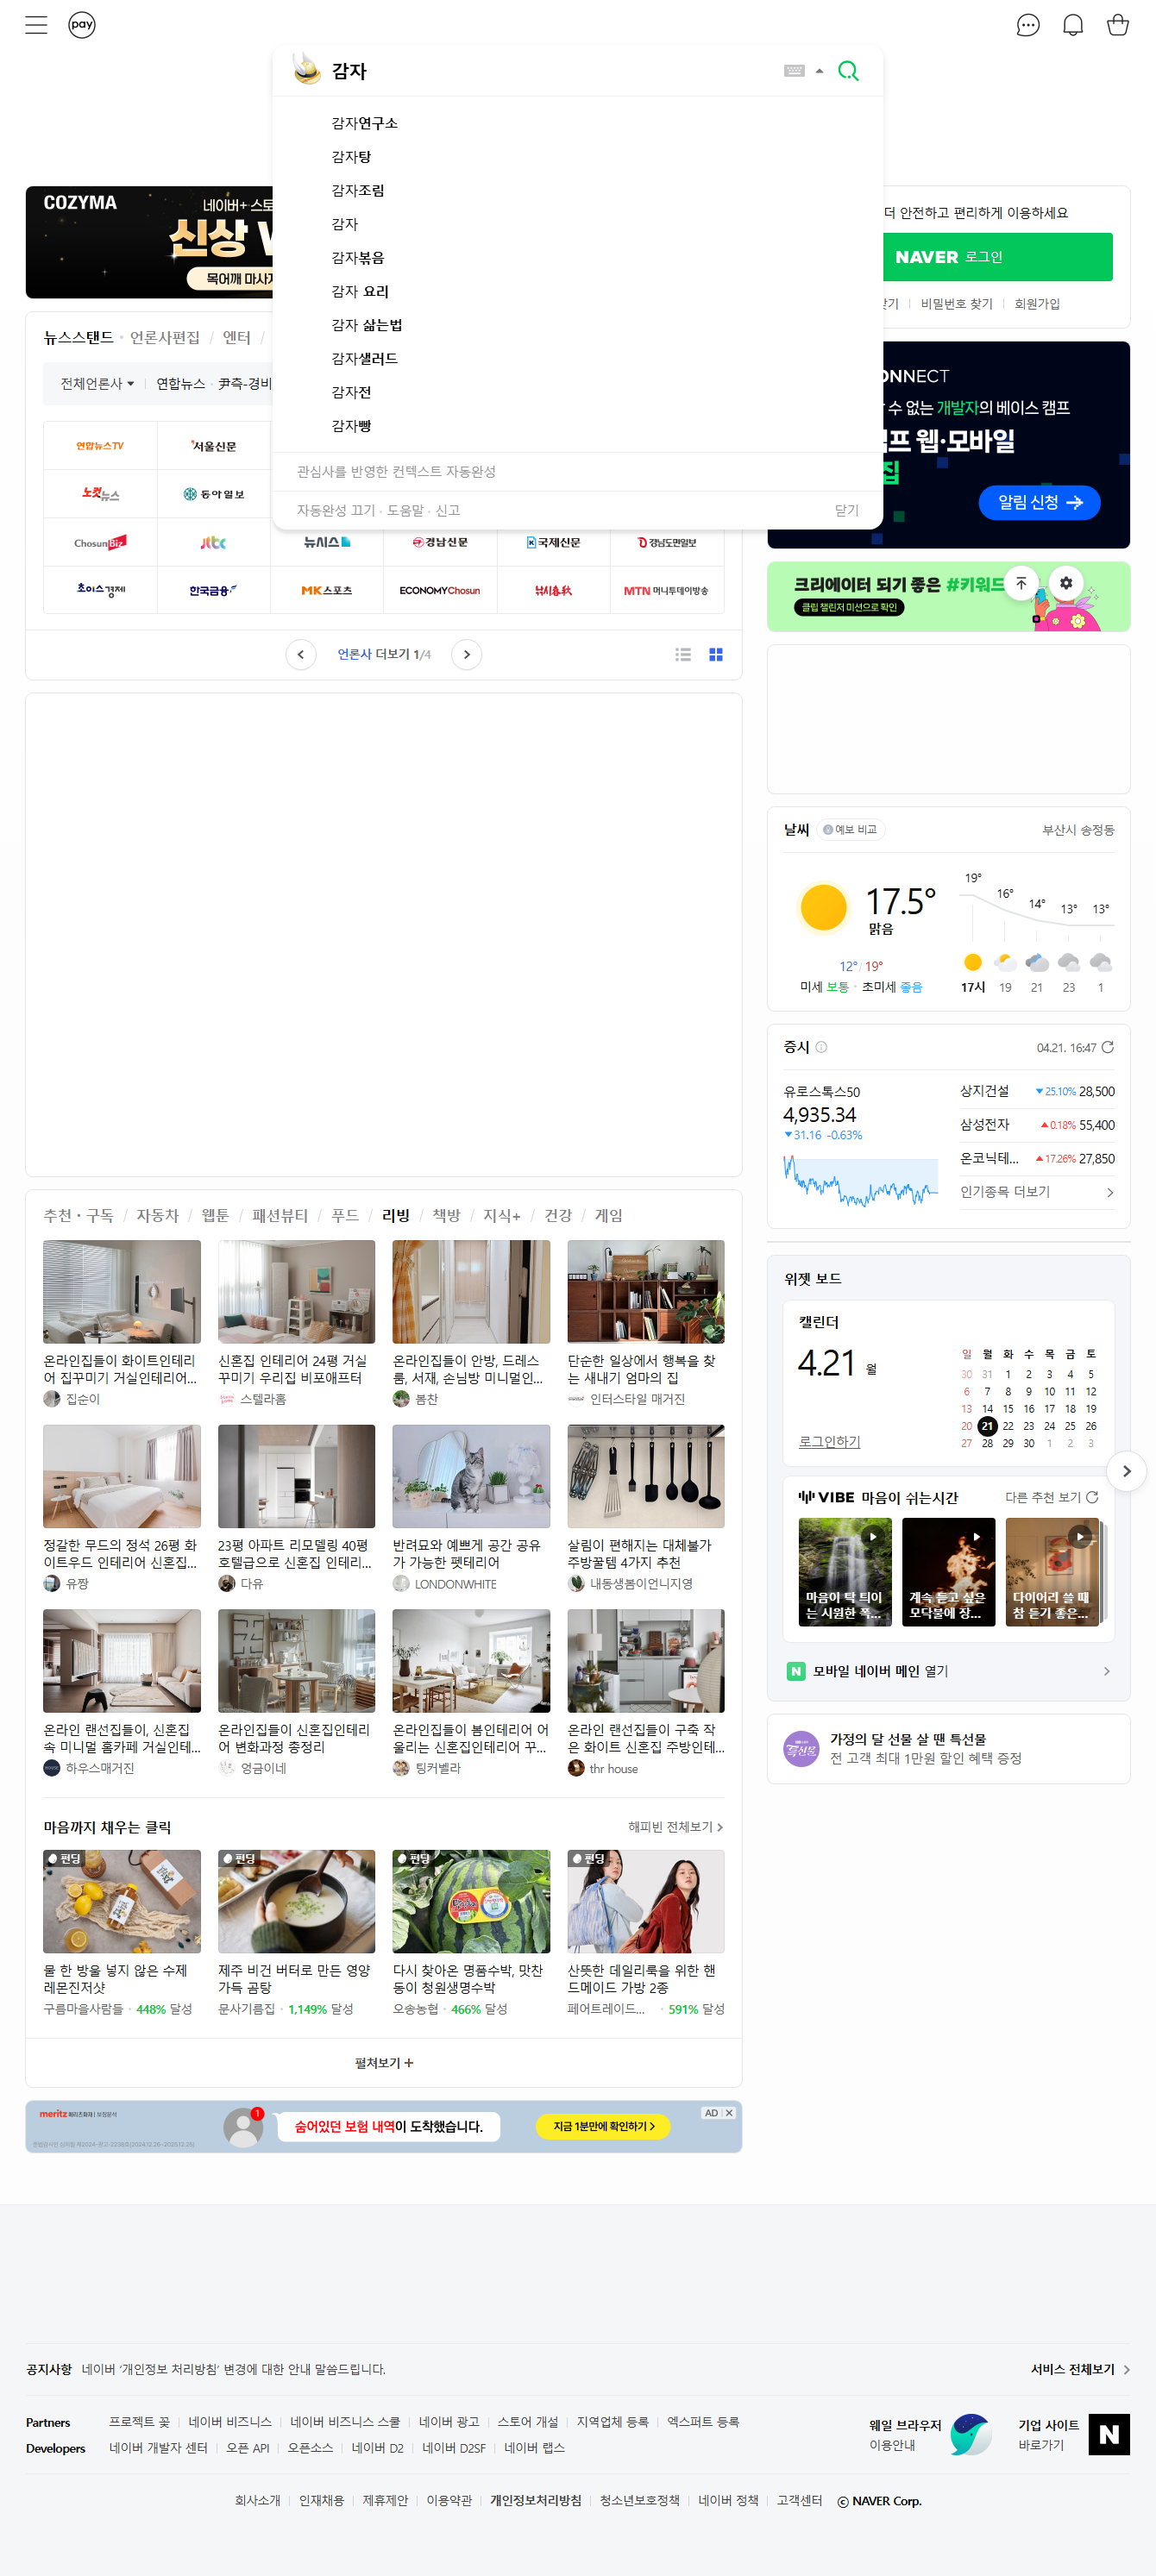 pay
감자
감자연구소
감자탕
감자조림
감자
감자볶음
감자 요리
감자 삶는법
감자샐러드
감자전
감자빵
관심사를 반영한 컨텍스트 자동완성
자동완성 끄기 · 도움말 · 신고
닫기
COZYMA
네이버+ 스토
신상
목어깨 마사지
더 안전하고 편리하게 이용하세요
NAVER 로그인
찾기
비밀번호 찾기
회원가입
뉴스스탠드 · 언론사편집 / 엔터 /
전체언론사
연합뉴스 · 尹측-경비
연합뉴스TV
서울신문
노컷뉴스
동아일보
ChosunBiz
jtbc
뉴시스
경남신문
국제신문
경남도민일보
초이스경제
한국금융
MK스포츠
ECONOMYChosun
낚시춘추
MTN 머니투데이방송
언론사 더보기 1/4
CONNECT
수 없는 개발자의 베이스 캠프
프 웹·모바일
집
알림 신청
크리에이터 되기 좋은 #키워드
클립 챌린저 미션으로 확인
날씨
예보 비교
부산시 송정동
17.5°
맑음
12° / 19°
미세 보통 · 초미세 좋음
19°
16°
14°
13°
13°
17시
19
21
23
1
증시
04.21. 16:47
유로스톡스50
4,935.34
31.16 -0.63%
상지건설 25.10% 28,500
삼성전자 0.18% 55,400
온코닉테... 17.26% 27,850
인기종목 더보기
추천·구독 / 자동차 / 웹툰 / 패션뷰티 / 푸드 / 리빙 / 책방 / 지식+ / 건강 / 게임
온라인집들이 화이트인테리
어 집꾸미기 거실인테리어...
집순이
신혼집 인테리어 24평 거실
꾸미기 우리집 비포애프터
스텔라홈
온라인집들이 안방, 드레스
룸, 서재, 손님방 미니멀인...
봄찬
단순한 일상에서 행복을 찾
는 새내기 엄마의 집
인터스타일 매거진
정갈한 무드의 정석 26평 화
이트우드 인테리어 신혼집...
유짱
23평 아파트 리모델링 40평
호텔급으로 신혼집 인테리...
다유
반려묘와 예쁘게 공간 공유
가 가능한 펫테리어
LONDONWHITE
살림이 편해지는 대체불가
주방꿀템 4가지 추천
내동생봄이언니지영
온라인 랜선집들이, 신혼집
속 미니멀 홈카페 거실인테...
하우스매거진
온라인집들이 신혼집인테리
어 변화과정 총정리
엉금이네
온라인집들이 봄인테리어 어
울리는 신혼집인테리어 꾸...
팅커벨라
온라인 랜선집들이 구축 작
은 화이트 신혼집 주방인테...
thr house
위젯 보드
캘린더
4.21 월
로그인하기
일 월 화 수 목 금 토
30 31 1 2 3 4 5
6 7 8 9 10 11 12
13 14 15 16 17 18 19
20 21 22 23 24 25 26
27 28 29 30 1 2 3
VIBE 마음이 쉬는시간
다른 추천 보기
마음이 탁 트이
는 시원한 폭...
계속 듣고 싶은
모닥불에 장...
다이어리 쓸 때
참 듣기 좋은...
N 모바일 네이버 메인 열기
특선물
가정의 달 선물 살 땐 특선물
전 고객 최대 1만원 할인 혜택 증정
마음까지 채우는 클릭
해피빈 전체보기
펀딩
펀딩
펀딩
펀딩
물 한 방울 넣지 않은 수제
레몬진저샷
구름마을사람들 · 448% 달성
제주 비건 버터로 만든 영양
가득 곰탕
문사기름집 · 1,149% 달성
다시 찾아온 명품수박, 맛찬
동이 청원생명수박
오송농협 · 466% 달성
산뜻한 데일리룩을 위한 핸
드메이드 가방 2종
페어트레이드... · 591% 달성
펼쳐보기
meritz 메리츠화재 | 보장분석
1
숨어있던 보험 내역이 도착했습니다.
지금 1분만에 확인하기
AD
공지사항 네이버 '개인정보 처리방침' 변경에 대한 안내 말씀드립니다.
서비스 전체보기
Partners 프로젝트 꽃 네이버 비즈니스 네이버 비즈니스 스쿨 네이버 광고 스토어 개설 지역업체 등록 엑스퍼트 등록
Developers 네이버 개발자 센터 오픈 API 오픈소스 네이버 D2 네이버 D2SF 네이버 랩스
웨일 브라우저
이용안내
기업 사이트
바로가기
N
회사소개 인재채용 제휴제안 이용약관 개인정보처리방침 청소년보호정책 네이버 정책 고객센터 ⓒ NAVER Corp.